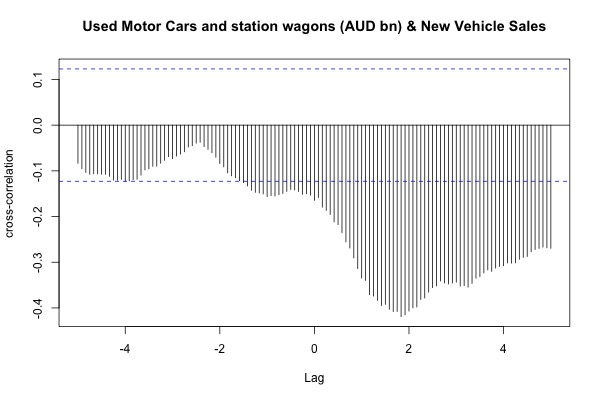 Used Motor Cars and station wagons (AUD bn) & New Vehicle Sales
cross-correlation
0.1
0.0
-0.1
-0.2
-0.3
-0.4
-4 -2 0 2 4
Lag